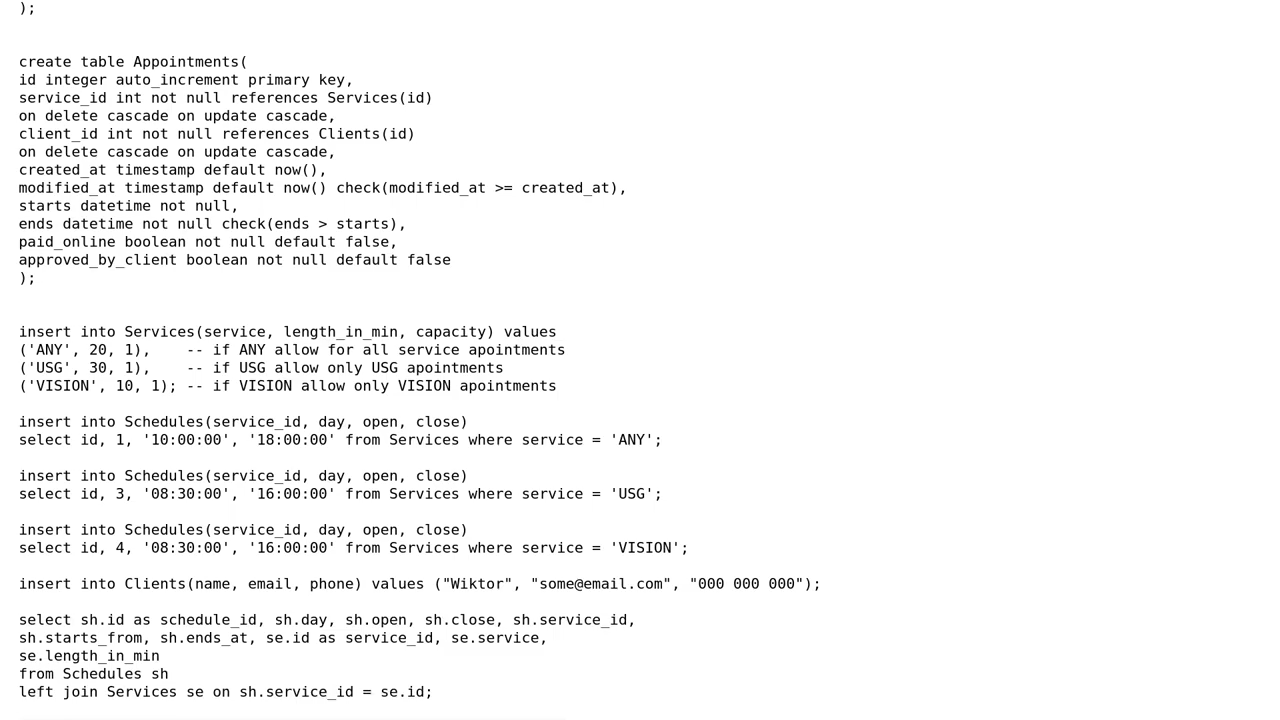 );
create table Appointments(
id integer auto_increment primary key,
service_id int not null references Services(id)
on delete cascade on update cascade,
client_id int not null references Clients(id)
on delete cascade on update cascade,
created_at timestamp default now(),
modified_at timestamp default now() check(modified_at >= created_at),
starts datetime not null,
ends datetime not null check(ends > starts),
paid_online boolean not null default false,
approved_by_client boolean not null default false
);
insert into Services(service, length_in_min, capacity) values
('ANY', 20, 1),    -- if ANY allow for all service apointments
('USG', 30, 1),    -- if USG allow only USG apointments
('VISION', 10, 1); -- if VISION allow only VISION apointments
insert into Schedules(service_id, day, open, close)
select id, 1, '10:00:00', '18:00:00' from Services where service = 'ANY';
insert into Schedules(service_id, day, open, close)
select id, 3, '08:30:00', '16:00:00' from Services where service = 'USG';
insert into Schedules(service_id, day, open, close)
select id, 4, '08:30:00', '16:00:00' from Services where service = 'VISION';
insert into Clients(name, email, phone) values ("Wiktor", "some@email.com", "000 000 000");
select sh.id as schedule_id, sh.day, sh.open, sh.close, sh.service_id,
sh.starts_from, sh.ends_at, se.id as service_id, se.service,
se.length_in_min
from Schedules sh
left join Services se on sh.service_id = se.id;